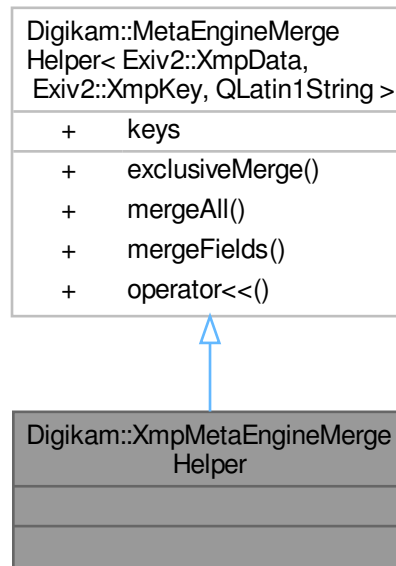 Digikam::MetaEngineMerge
Helper< Exiv2::XmpData,
Exiv2::XmpKey, QLatin1String >
+ keys
+ exclusiveMerge()
+ mergeAll()
+ mergeFields()
+ operator<<()
Digikam::XmpMetaEngineMerge
Helper